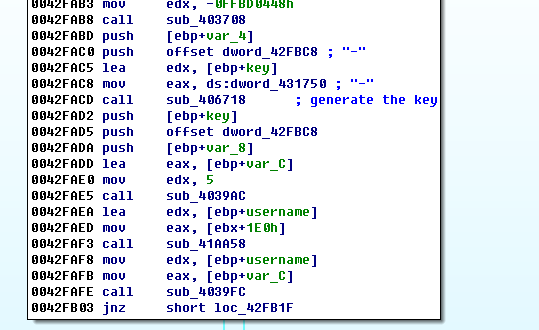 0042FAB3 mov edx, -0FFBD0448h
0042FAB8 call sub_403708
0042FABD push [ebp+var_4]
0042FAC0 push offset dword_42FBC8 ; "-"
0042FAC5 lea edx, [ebp+key]
0042FAC8 mov eax, ds:dword_431750 ; "-"
0042FACD call sub_406718 ; generate the key
0042FAD2 push [ebp+key]
0042FAD5 push offset dword_42FBC8
0042FADA push [ebp+var_8]
0042FADD lea eax, [ebp+var_C]
0042FAE0 mov edx, 5
0042FAE5 call sub_4039AC
0042FAEA lea edx, [ebp+username]
0042FAED mov eax, [ebx+1E0h]
0042FAF3 call sub_41AA58
0042FAF8 mov edx, [ebp+username]
0042FAFB mov eax, [ebp+var_C]
0042FAFE call sub_4039FC
0042FB03 jnz short loc_42FB1F